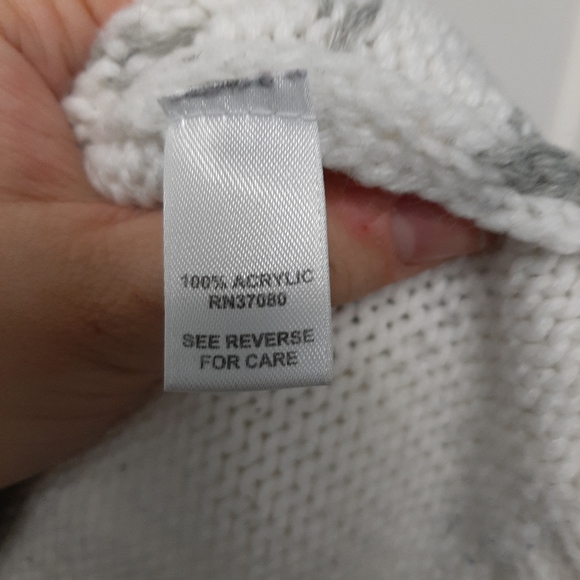 100% ACRYLIC
RN37080
SEE REVERSE
FOR CARE